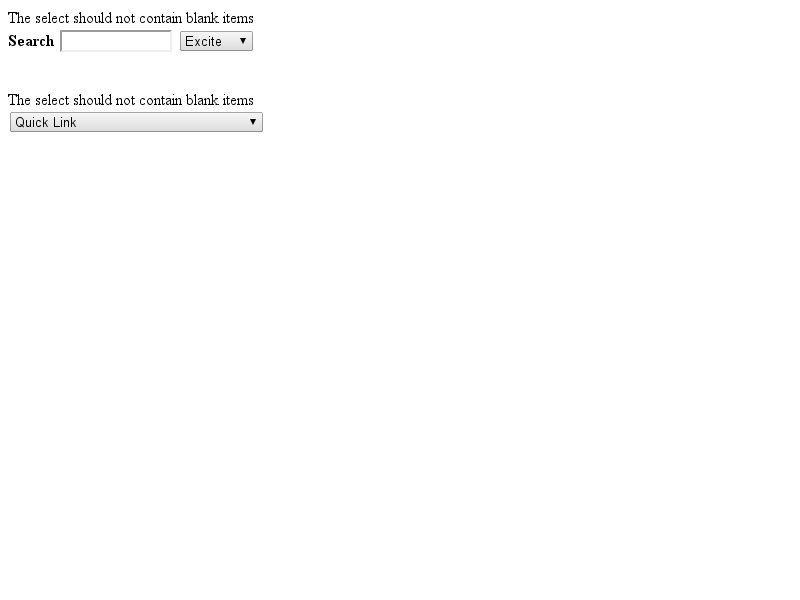 The select should not contain blank items
Search Excite
The select should not contain blank items
Quick Link